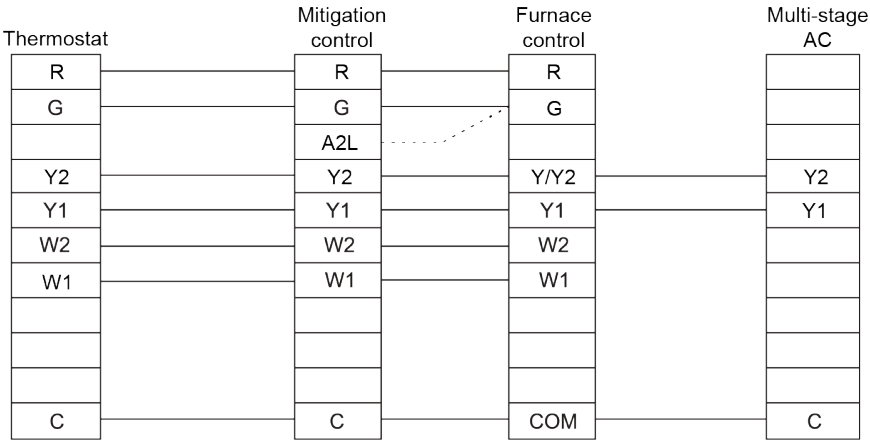 Thermostat
Mitigation
control
Furnace
control
Multi-stage
AC
R R R
G G G
A2L
Y2 Y2 Y/Y2 Y2
Y1 Y1 Y1 Y1
W2 W2 W2
W1 W1 W1
C C COM C